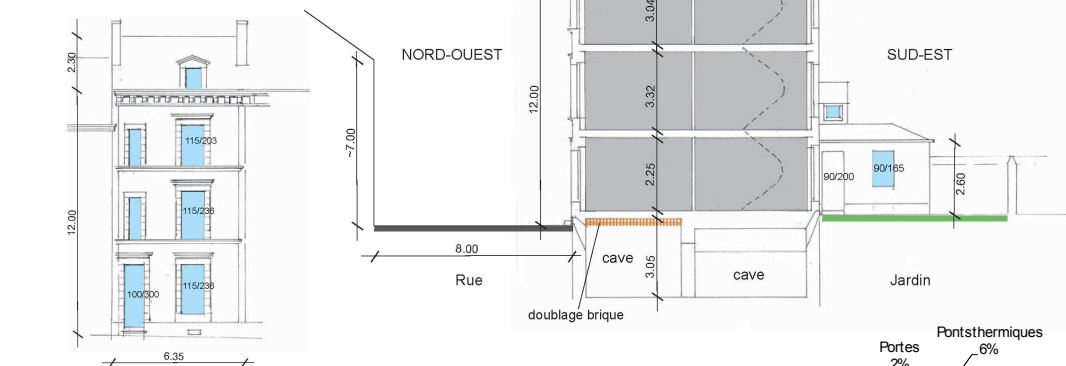 2.30
12.00
115/203
115/236
100/300
115/236
6.35
NORD-OUEST
~7.00
8.00
Rue
12.00
3.04
3.32
2.25
3.05
cave
cave
doublage brique
SUD-EST
90/200
90/165
2.60
Jardin
Portes
2%
Pontsthermiques
6%